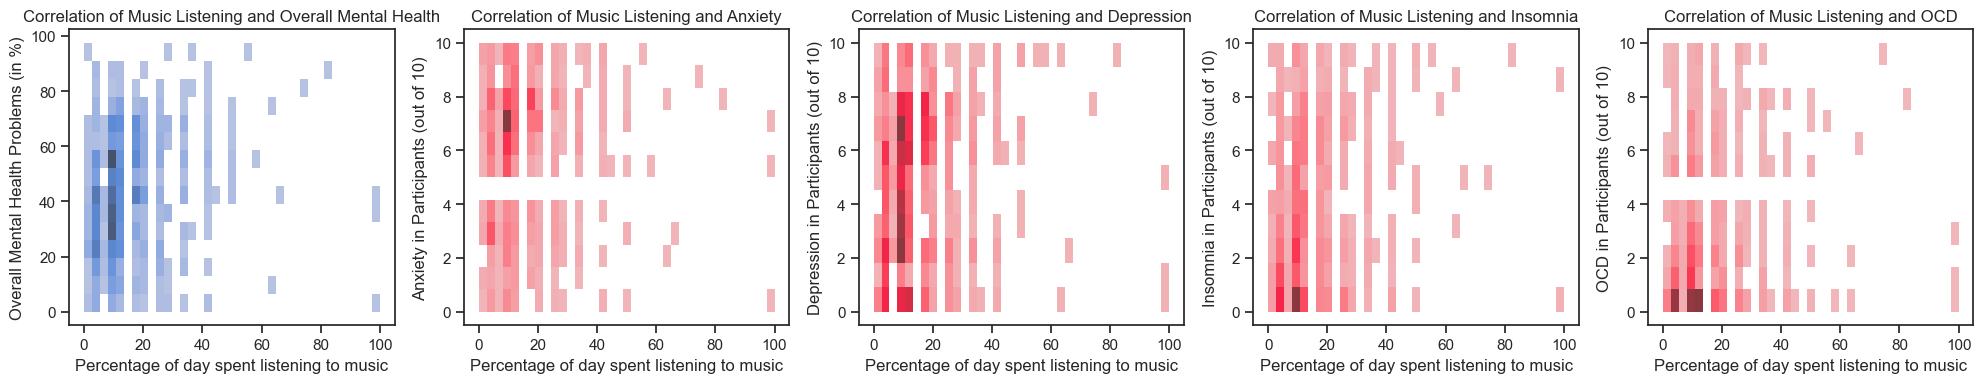 Correlation of Music Listening and Overall Mental Health
Overall Mental Health Problems (in %)
100
80
60
40
20
0
0 20 40 60 80 100
Percentage of day spent listening to music
Correlation of Music Listening and Anxiety
Anxiety in Participants (out of 10)
10
8
6
4
2
0
0 20 40 60 80 100
Percentage of day spent listening to music
Correlation of Music Listening and Depression
Depression in Participants (out of 10)
10
8
6
4
2
0
0 20 40 60 80 100
Percentage of day spent listening to music
Correlation of Music Listening and Insomnia
Insomnia in Participants (out of 10)
10
8
6
4
2
0
0 20 40 60 80 100
Percentage of day spent listening to music
Correlation of Music Listening and OCD
OCD in Participants (out of 10)
10
8
6
4
2
0
0 20 40 60 80 100
Percentage of day spent listening to music